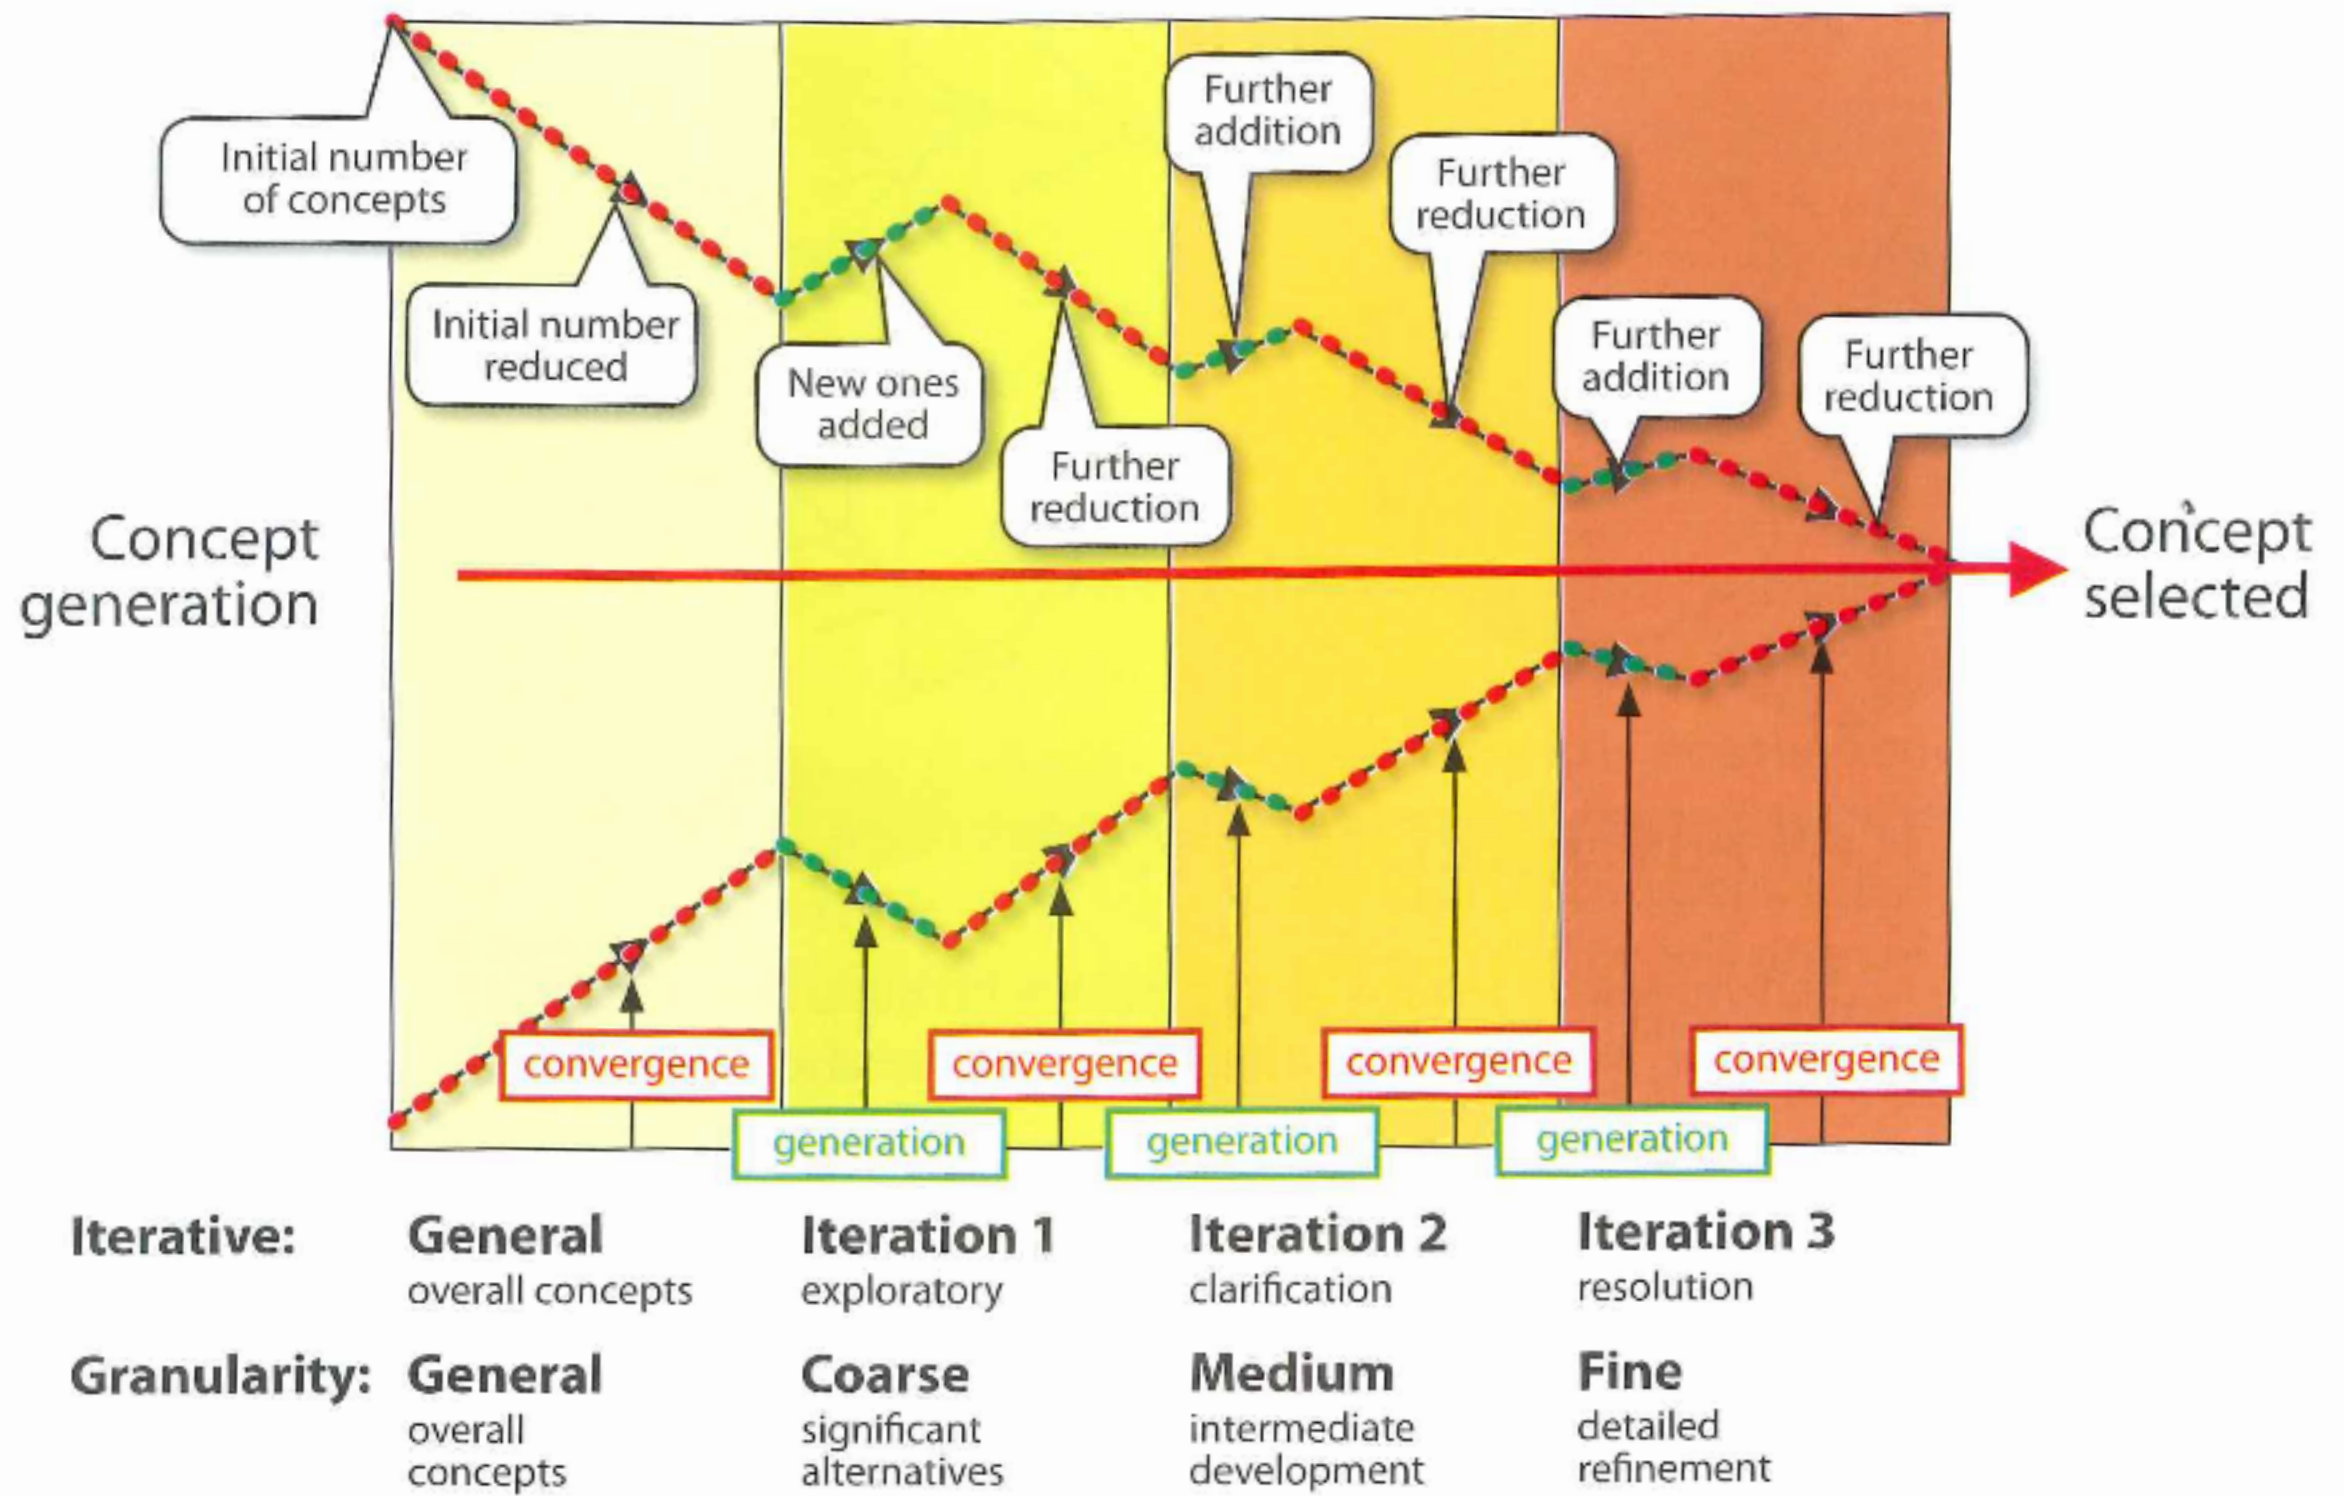 Initial number
of concepts
Initial number
reduced
New ones
added
Further
reduction
Further
addition
Further
reduction
Further
addition
Further
reduction
Concept
generation
Concept
selected
convergence
convergence
convergence
convergence
generation
generation
generation
Iterative:
General
overall concepts
Iteration 1
exploratory
Iteration 2
clarification
Iteration 3
resolution
Granularity:
General
overall
concepts
Coarse
significant
alternatives
Medium
intermediate
development
Fine
detailed
refinement